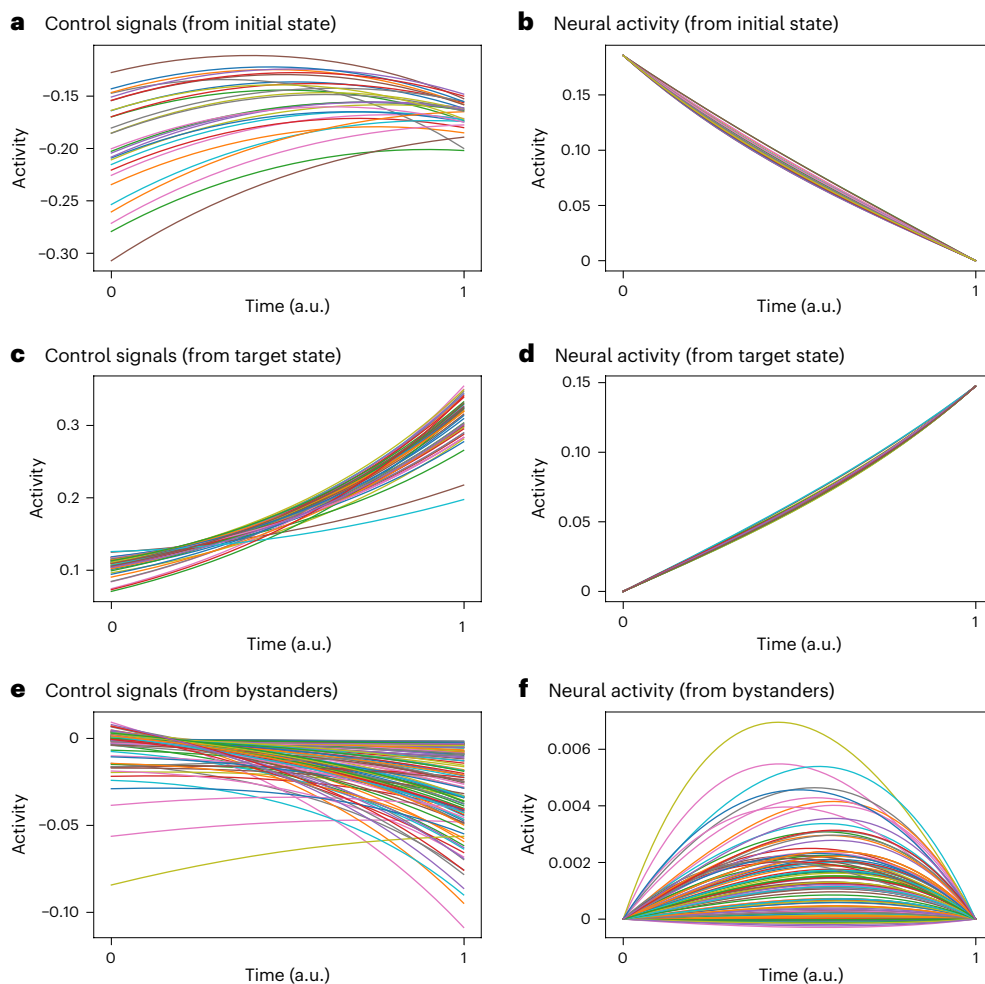 a Control signals (from initial state)
−0.15
−0.20
−0.25
−0.30
Activity
0
1
Time (a.u.)
b Neural activity (from initial state)
0.15
0.10
0.05
0
Activity
0
1
Time (a.u.)
c Control signals (from target state)
0.3
0.2
0.1
Activity
0
1
Time (a.u.)
d Neural activity (from target state)
0.15
0.10
0.05
0
Activity
0
1
Time (a.u.)
e Control signals (from bystanders)
0
−0.05
−0.10
Activity
0
1
Time (a.u.)
f Neural activity (from bystanders)
0.006
0.004
0.002
0
Activity
0
1
Time (a.u.)